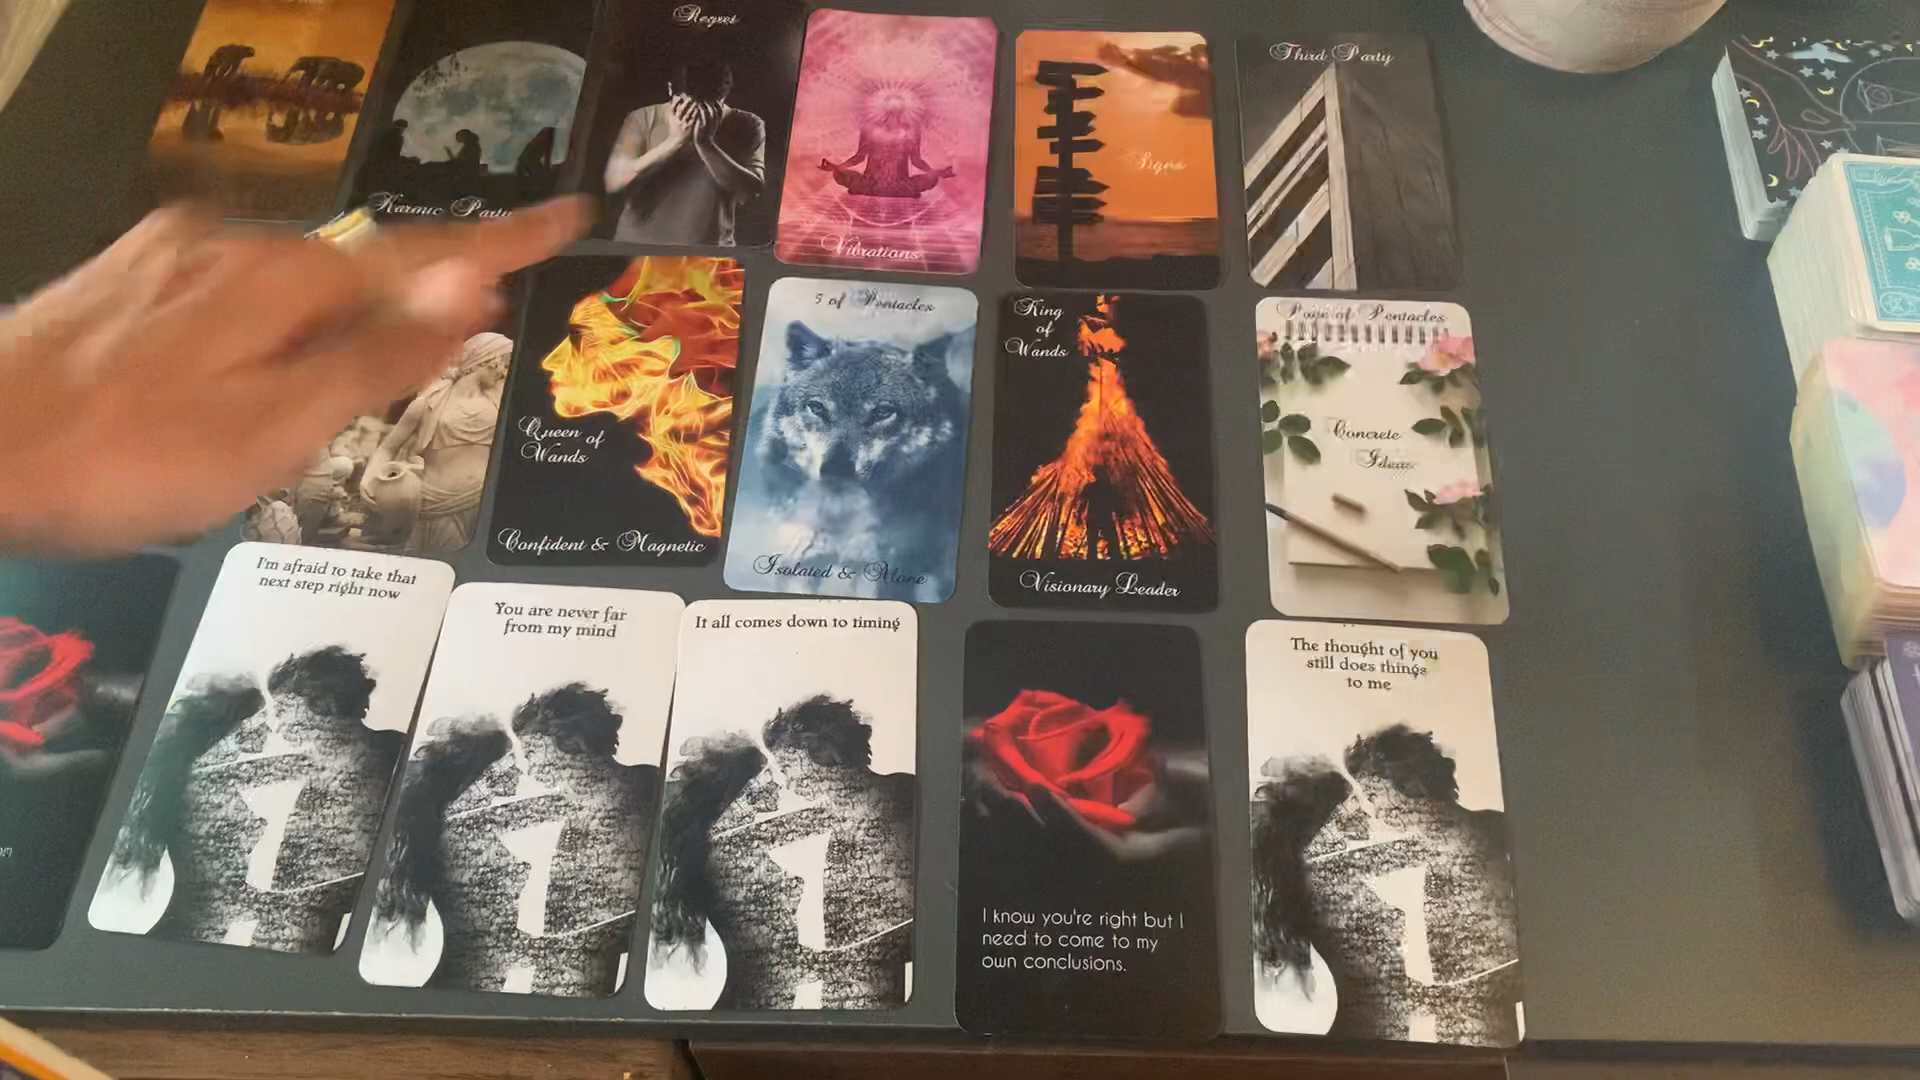 Regret
Third Party
Karmic Party
Signs
Vibrations
5 of Pentacles
King
of
Wands
Page of Pentacles
Queen of
Wands
Concrete
Ideas
Confident & Magnetic
Isolated & Alone
Visionary Leader
I'm afraid to take that
next step right now
You are never far
from my mind
It all comes down to timing
The thought of you
still does things
to me
I know you're right but I
need to come to my
own conclusions.